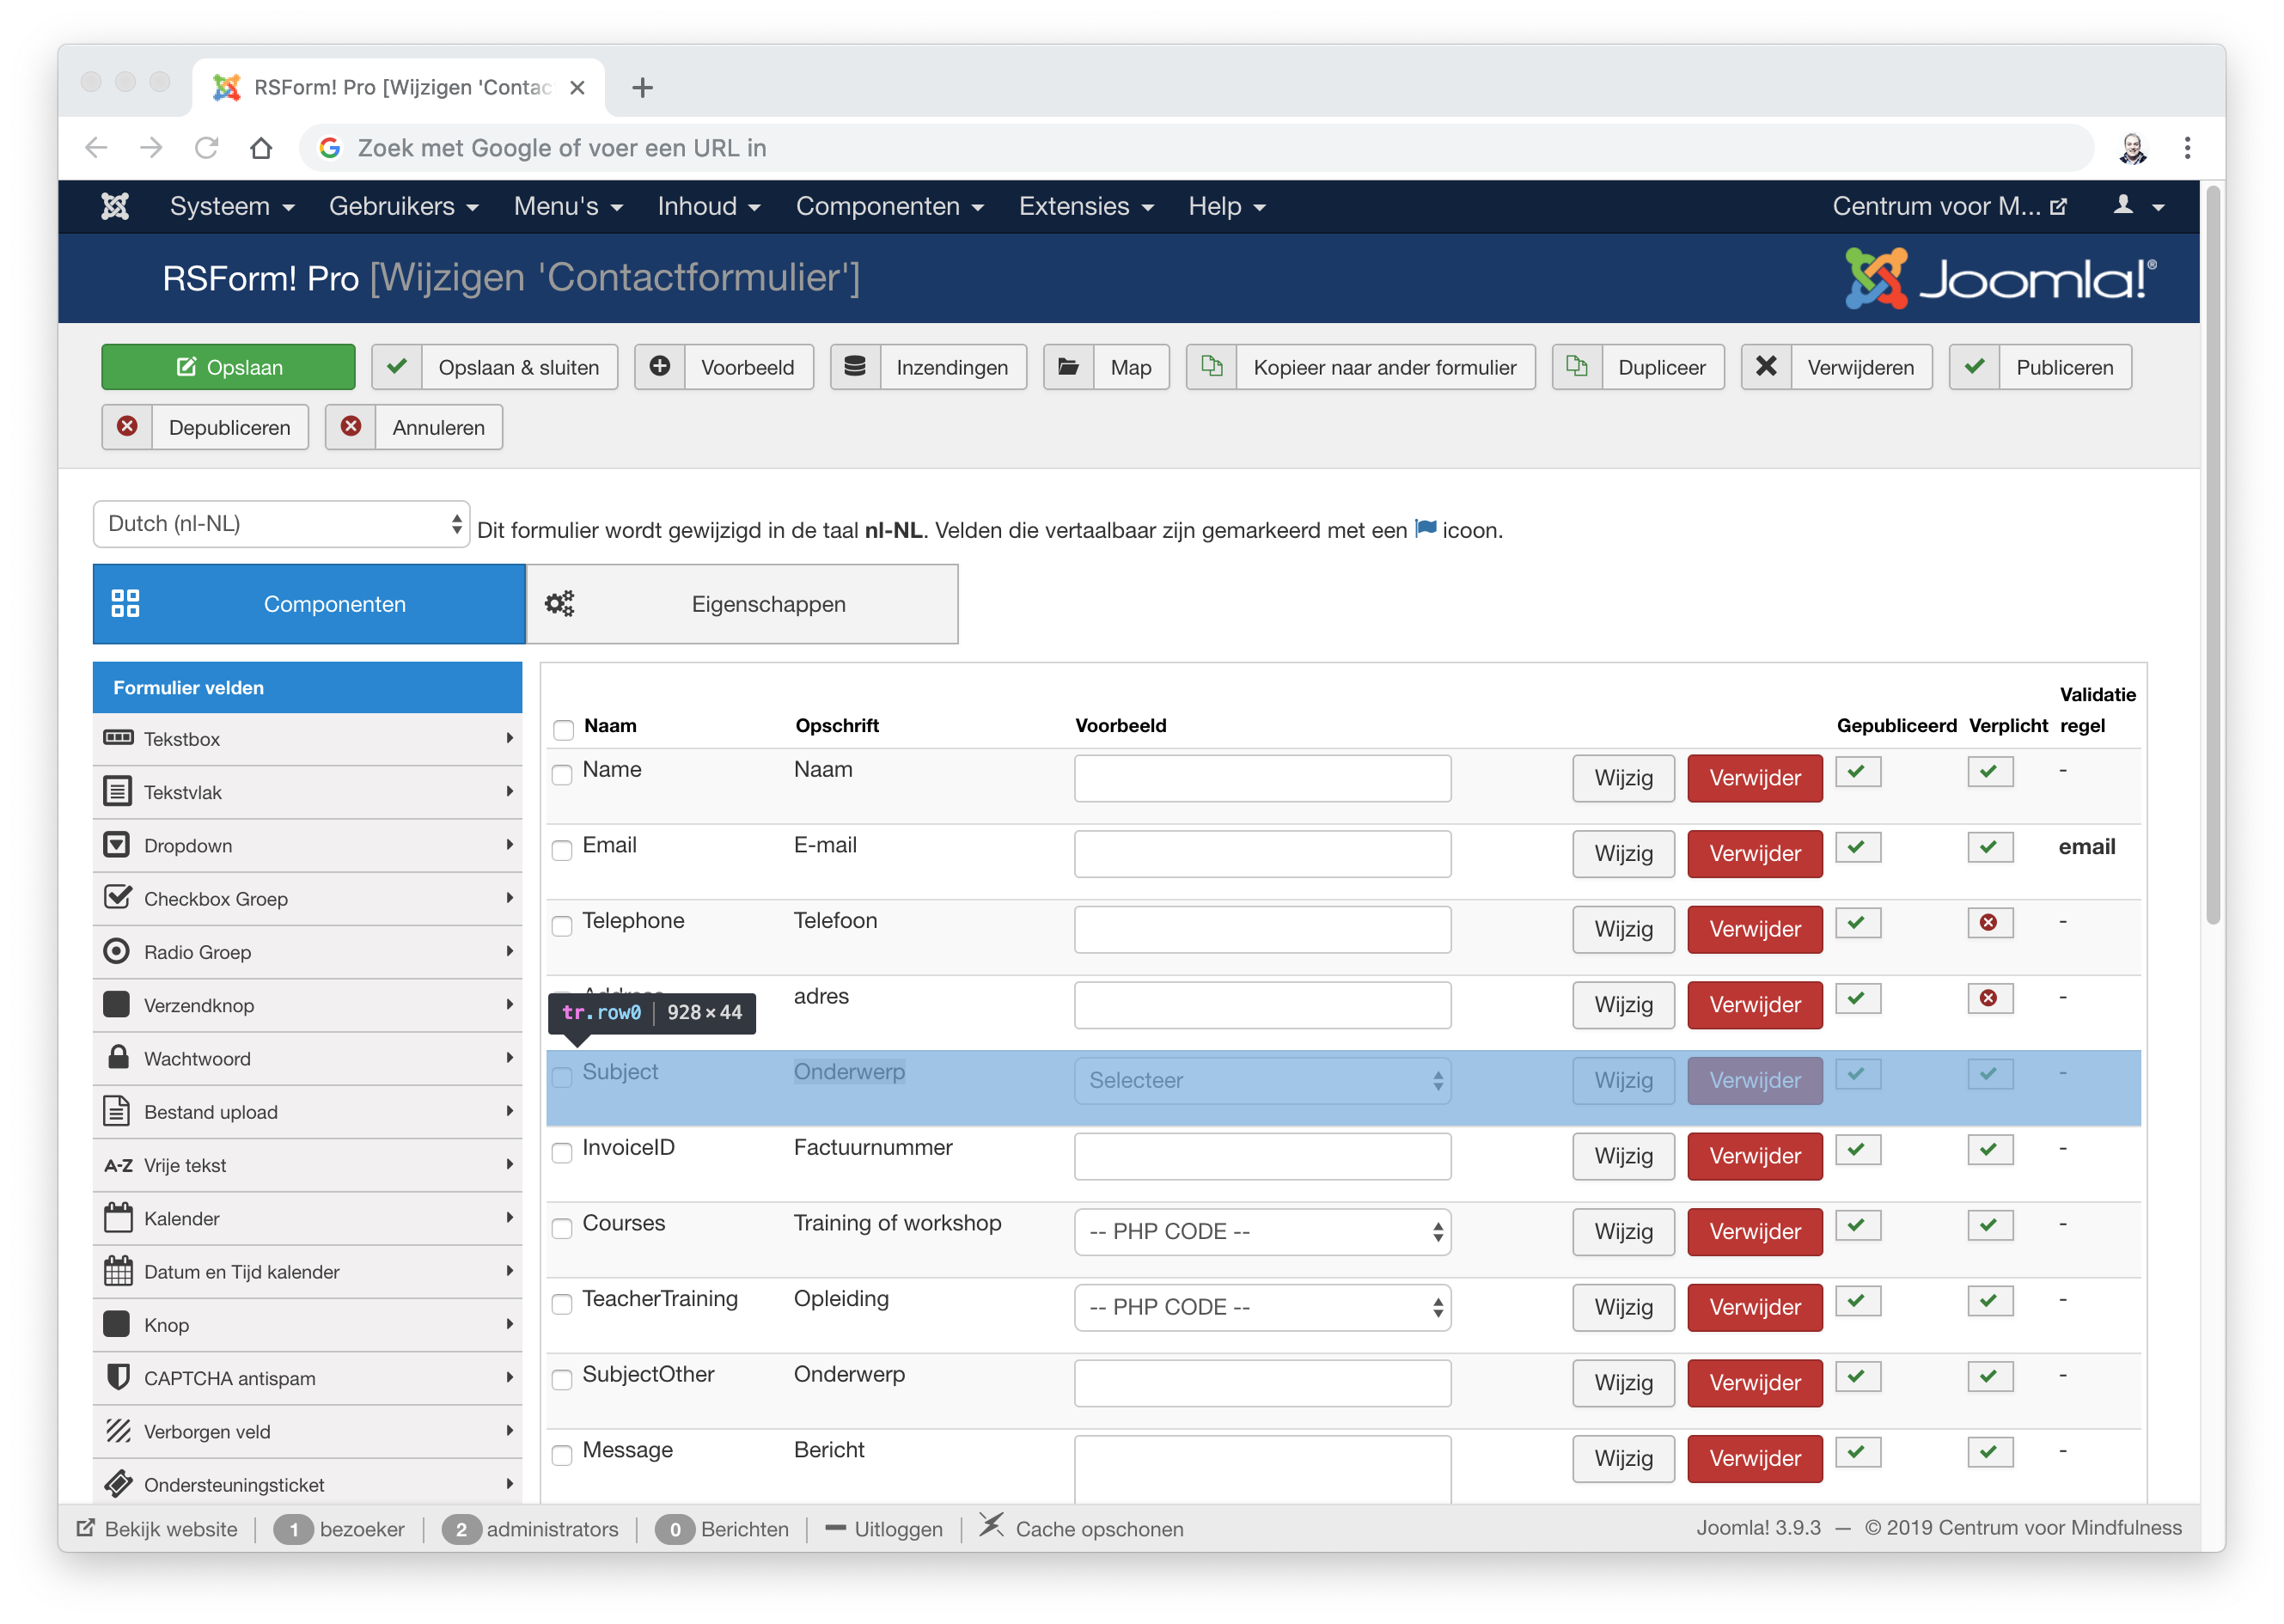 RSForm! Pro [Wijzigen 'Contac
Zoek met Google of voer een URL in
Systeem Gebruikers Menu's Inhoud Componenten Extensies Help Centrum voor M...
RSForm! Pro [Wijzigen 'Contactformulier'] Joomla!®
Opslaan Opslaan & sluiten Voorbeeld Inzendingen Map Kopieer naar ander formulier Dupliceer Verwijderen Publiceren
Depubliceren Annuleren
Dutch (nl-NL) Dit formulier wordt gewijzigd in de taal nl-NL. Velden die vertaalbaar zijn gemarkeerd met een icoon.
Componenten Eigenschappen
Formulier velden
Tekstbox
Tekstvlak
Dropdown
Checkbox Groep
Radio Groep
Verzendknop
Wachtwoord
Bestand upload
A-Z Vrije tekst
Kalender
Datum en Tijd kalender
Knop
CAPTCHA antispam
Verborgen veld
Ondersteuningsticket
Naam Opschrift Voorbeeld Gepubliceerd Verplicht Validatie regel
Name Naam Wijzig Verwijder -
Email E-mail Wijzig Verwijder email
Telephone Telefoon Wijzig Verwijder -
adres Wijzig Verwijder -
tr.row0 928 × 44
Subject Onderwerp Selecteer Wijzig Verwijder -
InvoiceID Factuurnummer Wijzig Verwijder -
Courses Training of workshop -- PHP CODE -- Wijzig Verwijder -
TeacherTraining Opleiding -- PHP CODE -- Wijzig Verwijder -
SubjectOther Onderwerp Wijzig Verwijder -
Message Bericht Wijzig Verwijder -
Bekijk website 1 bezoeker 2 administrators 0 Berichten Uitloggen Cache opschonen Joomla! 3.9.3 — © 2019 Centrum voor Mindfulness